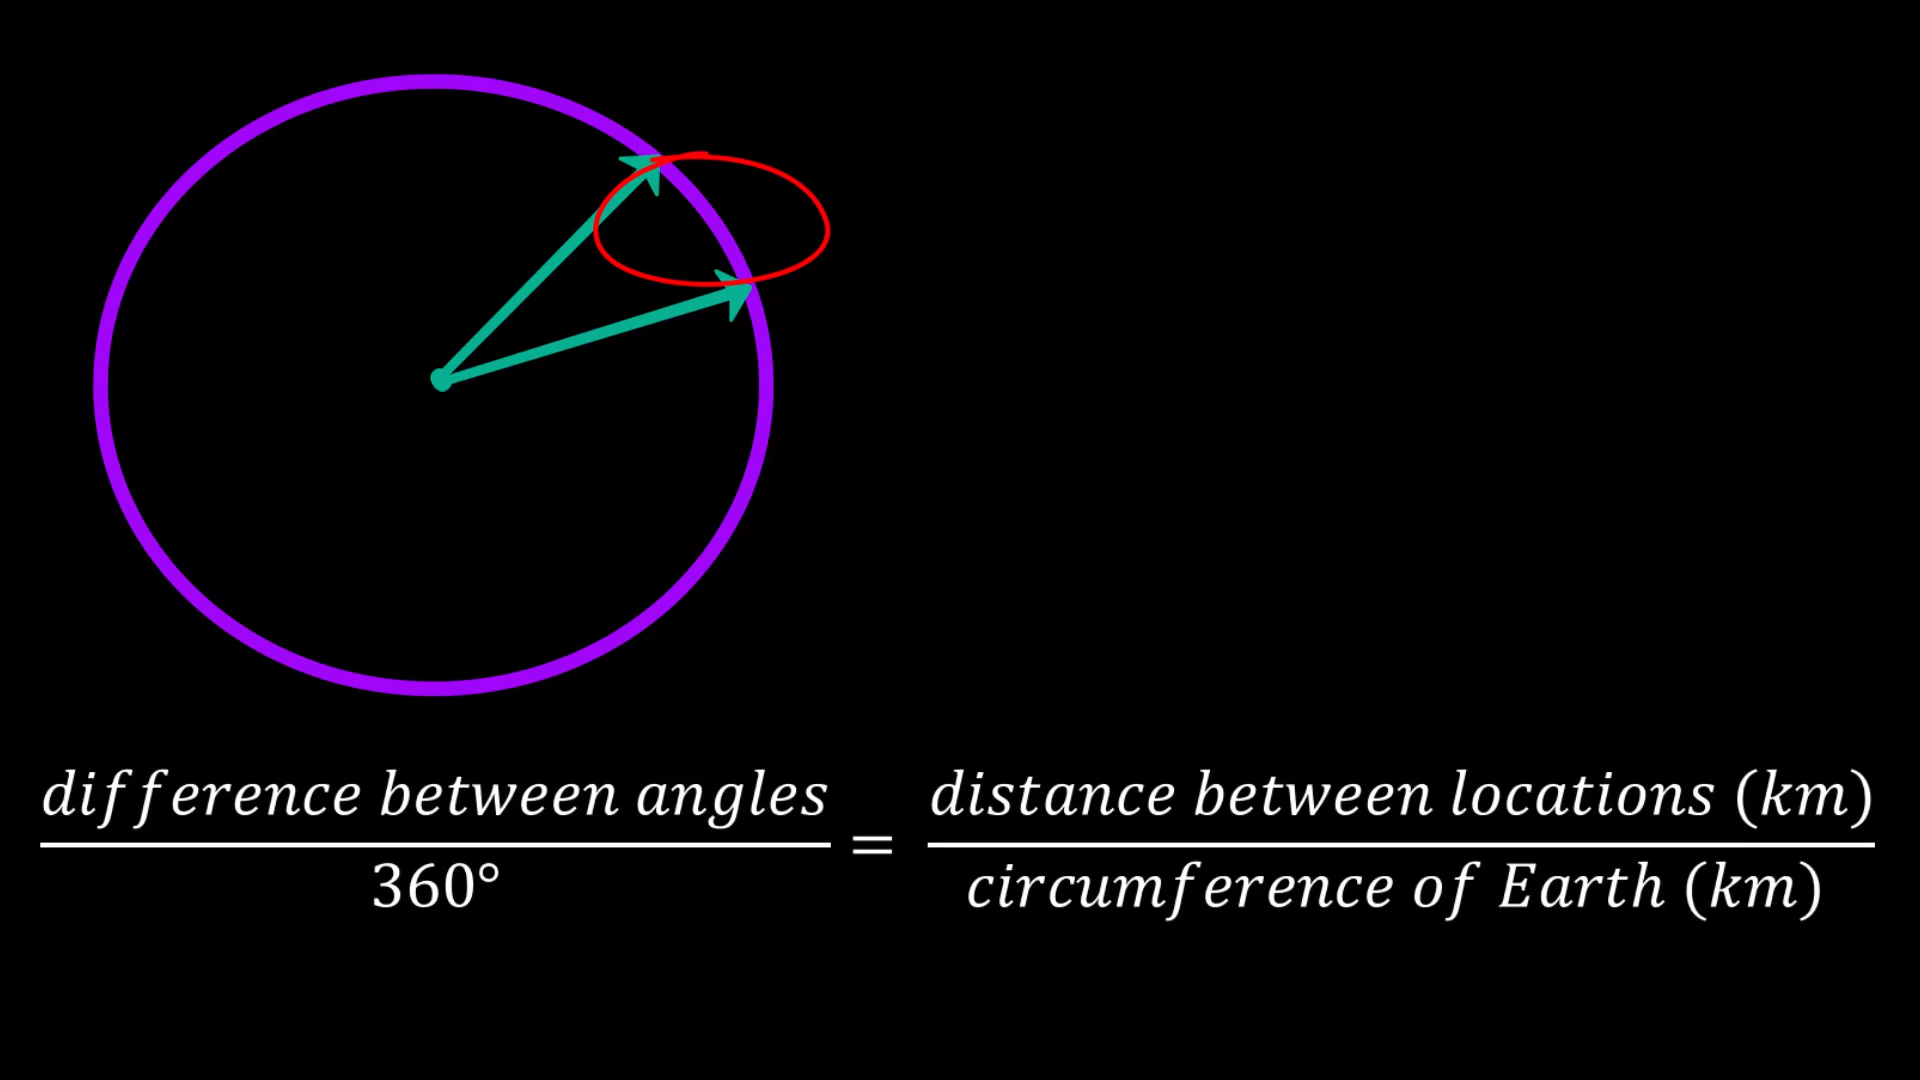 difference between angles / 360° = distance between locations (km) / circumference of Earth (km)